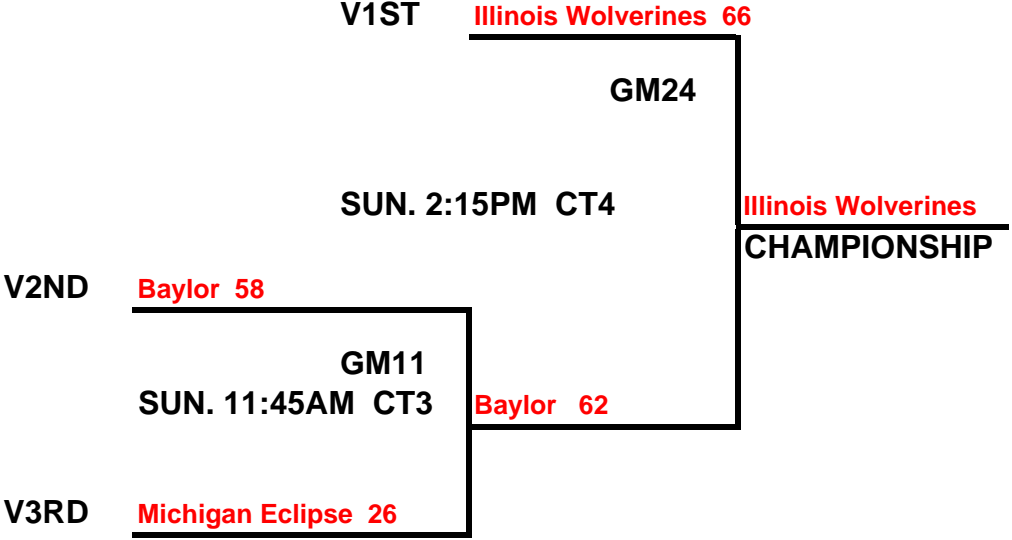 V1ST Illinois Wolverines 66
GM24
SUN. 2:15PM CT4 Illinois Wolverines
CHAMPIONSHIP
V2ND Baylor 58
GM11
SUN. 11:45AM CT3 Baylor 62
V3RD Michigan Eclipse 26